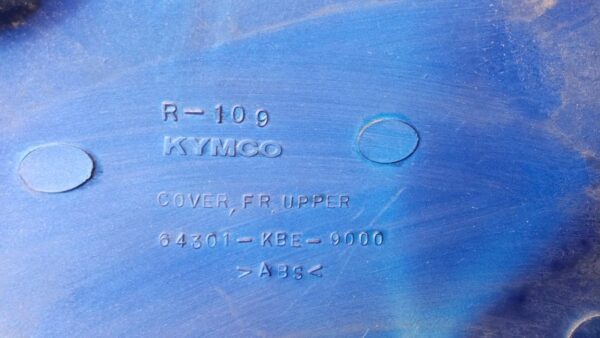 R-109
KYMCO
COVER, FR UPPER
64301-KBE-9000
>ABS<